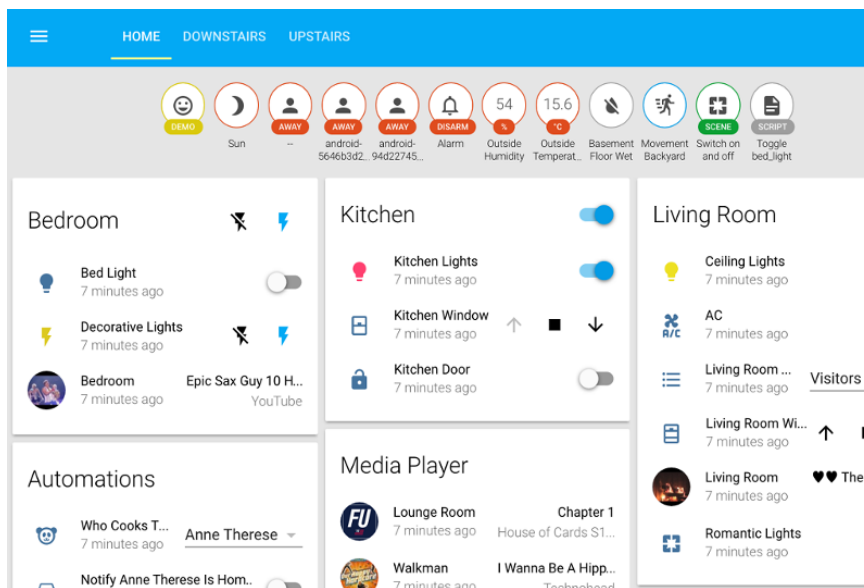 HOME DOWNSTAIRS UPSTAIRS
54 15.6
DEMO AWAY AWAY AWAY DISARM % °C SCENE SCRIPT
Sun -- android- android- Alarm Outside Outside Basement Movement Switch on Toggle
5646b3d2... 94d22745... Humidity Temperat... Floor Wet Backyard and off bed_light
Bedroom
Bed Light
7 minutes ago
Decorative Lights
7 minutes ago
Bedroom Epic Sax Guy 10 H...
7 minutes ago YouTube
Automations
Who Cooks T... Anne Therese
7 minutes ago
Notify Anne Therese Is Hom..
Kitchen
Kitchen Lights
7 minutes ago
Kitchen Window
7 minutes ago
Kitchen Door
7 minutes ago
Media Player
FU
Lounge Room Chapter 1
7 minutes ago House of Cards S1...
Walkman I Wanna Be A Hipp...
7 minutes ago Technohead
Living Room
Ceiling Lights
7 minutes ago
A/C
AC
7 minutes ago
Living Room ... Visitors
7 minutes ago
Living Room Wi...
7 minutes ago
Living Room ♥♥ The
7 minutes ago
Romantic Lights
7 minutes ago